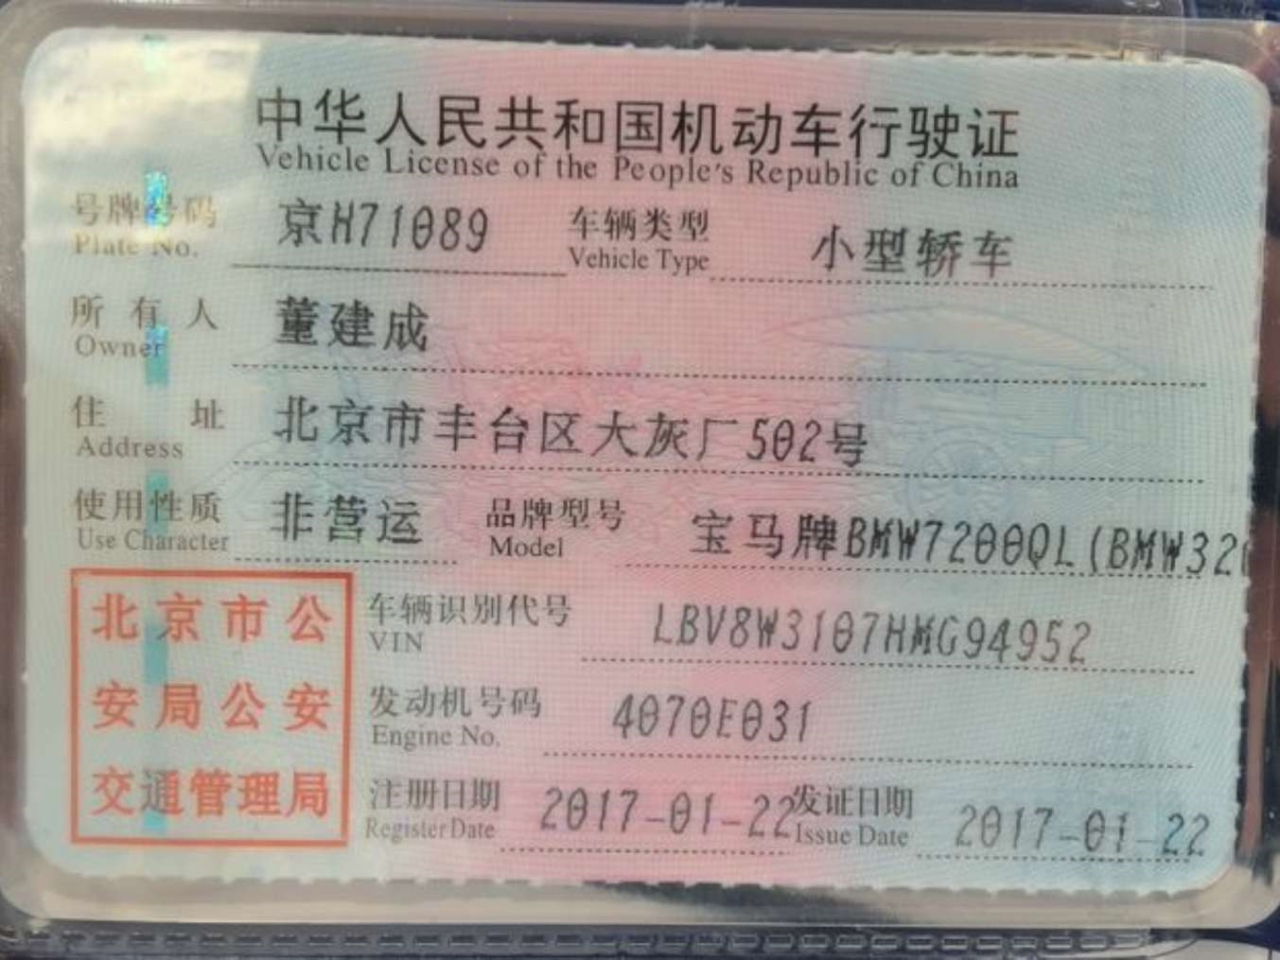 中华人民共和国机动车行驶证
Vehicle License of the People's Republic of China
号牌号码 京H71089 车辆类型 小型轿车
Plate No. Vehicle Type
所有人 董建成
Owner
住址 北京市丰台区大灰厂502号
Address
使用性质 非营运 品牌型号 宝马牌BMW7200QL(BMW320
Use Character Model
北京市公
安局公安
交通管理局
车辆识别代号 LBV8W3107HMG94952
VIN
发动机号码 4070E031
Engine No.
注册日期 2017-01-22 发证日期 2017-01-22
Register Date Issue Date